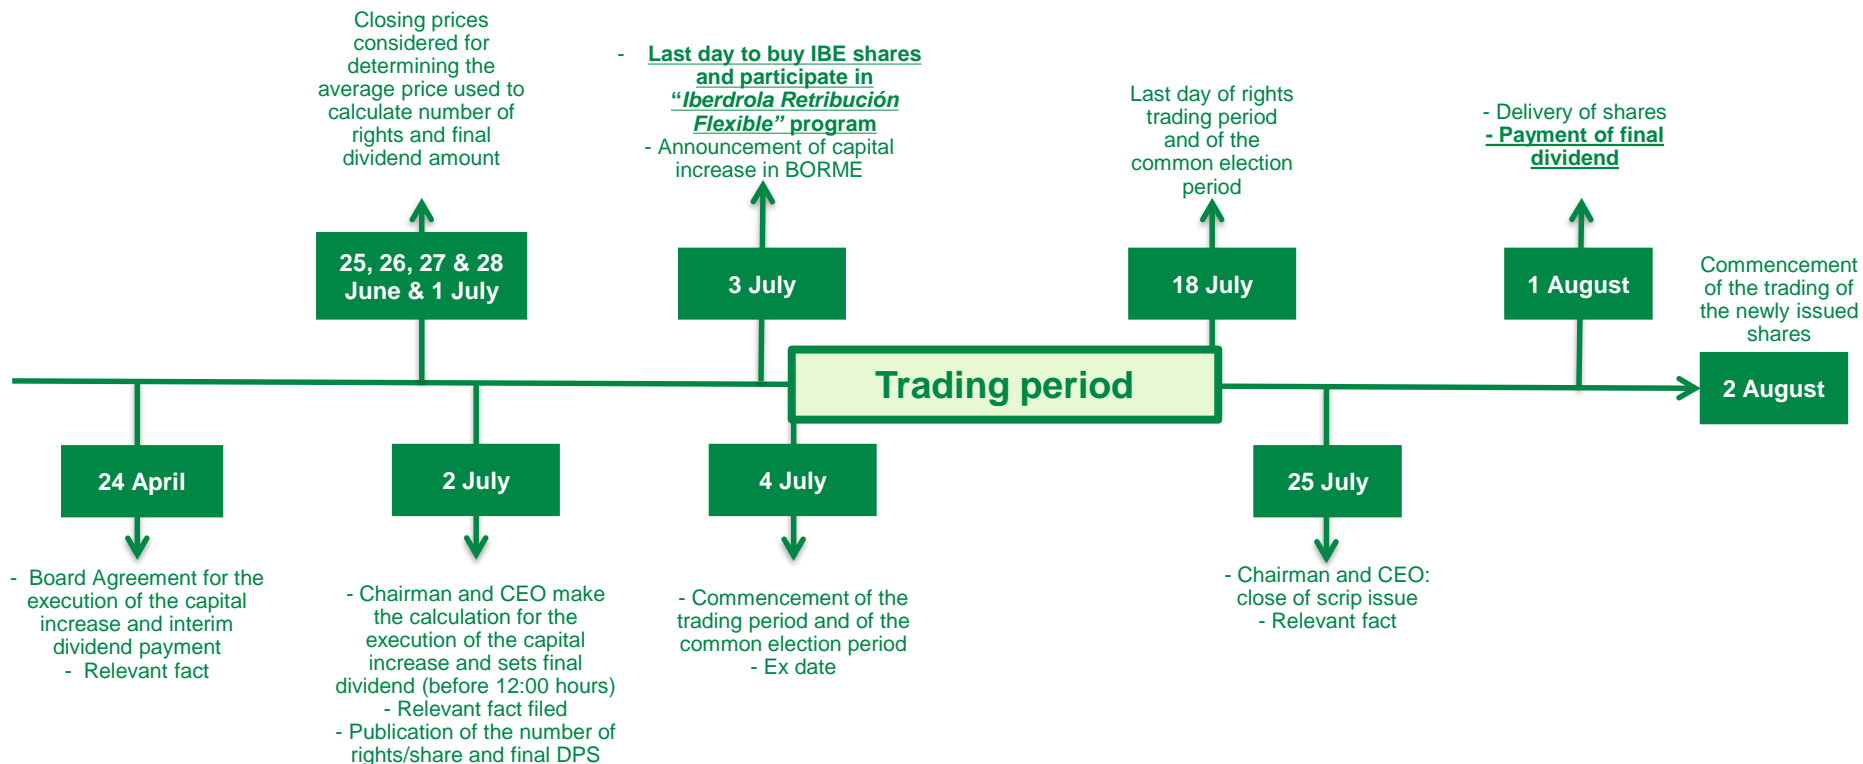 Closing prices
considered for
determining the
average price used to
calculate number of
rights and final
dividend amount
- Last day to buy IBE shares
and participate in
“Iberdrola Retribución
Flexible” program
- Announcement of capital
increase in BORME
Last day of rights
trading period
and of the
common election
period
- Delivery of shares
- Payment of final
dividend
25, 26, 27 & 28
June & 1 July
3 July
18 July
1 August
Commencement
of the trading of
the newly issued
shares
Trading period
2 August
24 April
2 July
4 July
25 July
- Board Agreement for the
execution of the capital
increase and interim
dividend payment
- Relevant fact
- Chairman and CEO make
the calculation for the
execution of the capital
increase and sets final
dividend (before 12:00 hours)
- Relevant fact filed
- Publication of the number of
rights/share and final DPS
- Commencement of the
trading period and of the
common election period
- Ex date
- Chairman and CEO:
close of scrip issue
- Relevant fact